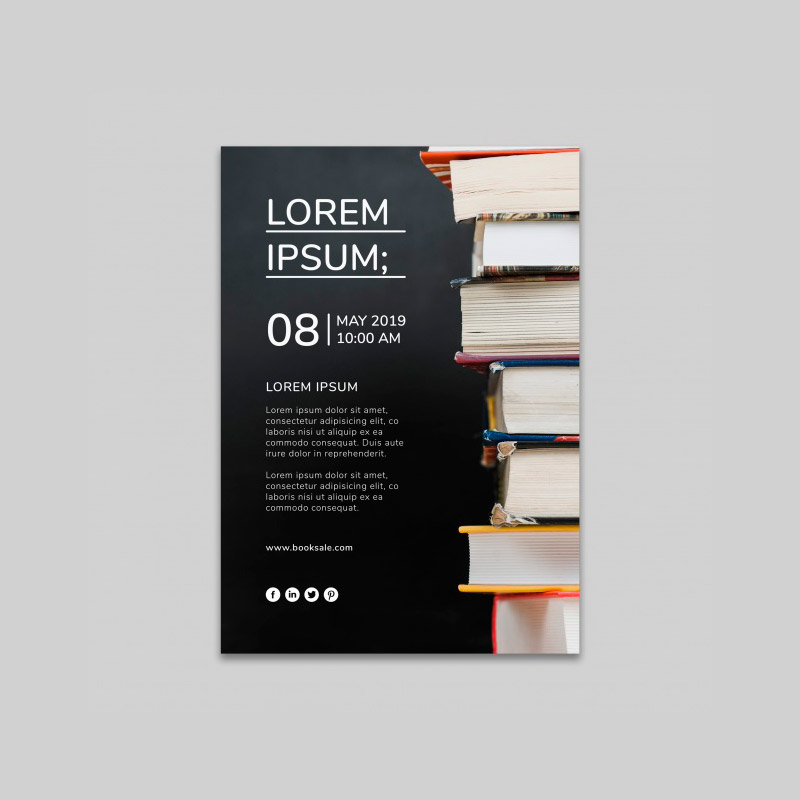 LOREM
IPSUM;
08
MAY 2019
10:00 AM
LOREM IPSUM
Lorem ipsum dolor sit amet,
consectetur adipisicing elit, co
laboris nisi ut aliquip ex ea
commodo consequat. Duis aute
irure dolor in reprehenderit.
Lorem ipsum dolor sit amet,
consectetur adipisicing elit, co
laboris nisi ut aliquip ex ea
commodo consequat.
www.booksale.com